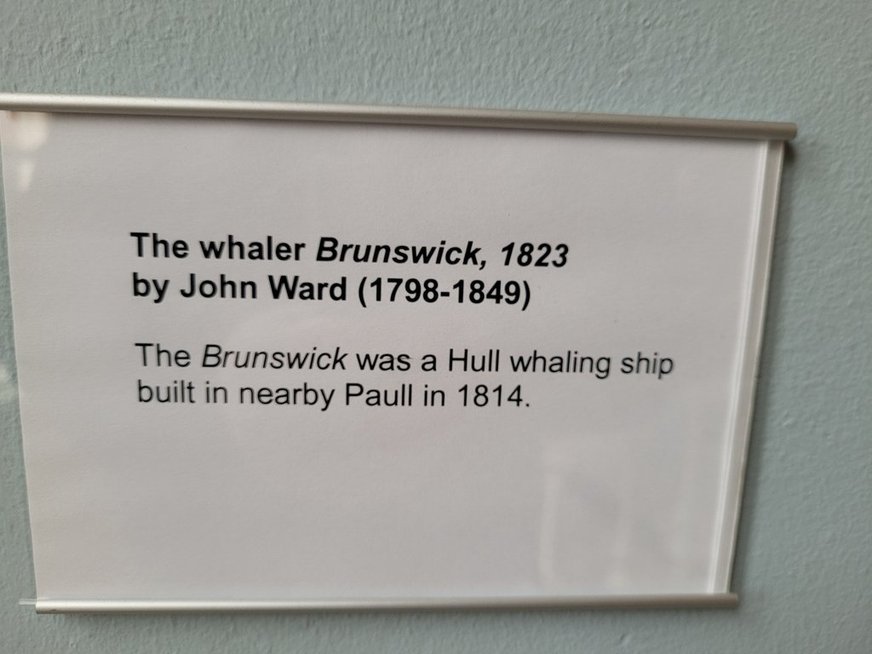 The whaler Brunswick, 1823
by John Ward (1798-1849)
The Brunswick was a Hull whaling ship
built in nearby Paull in 1814.